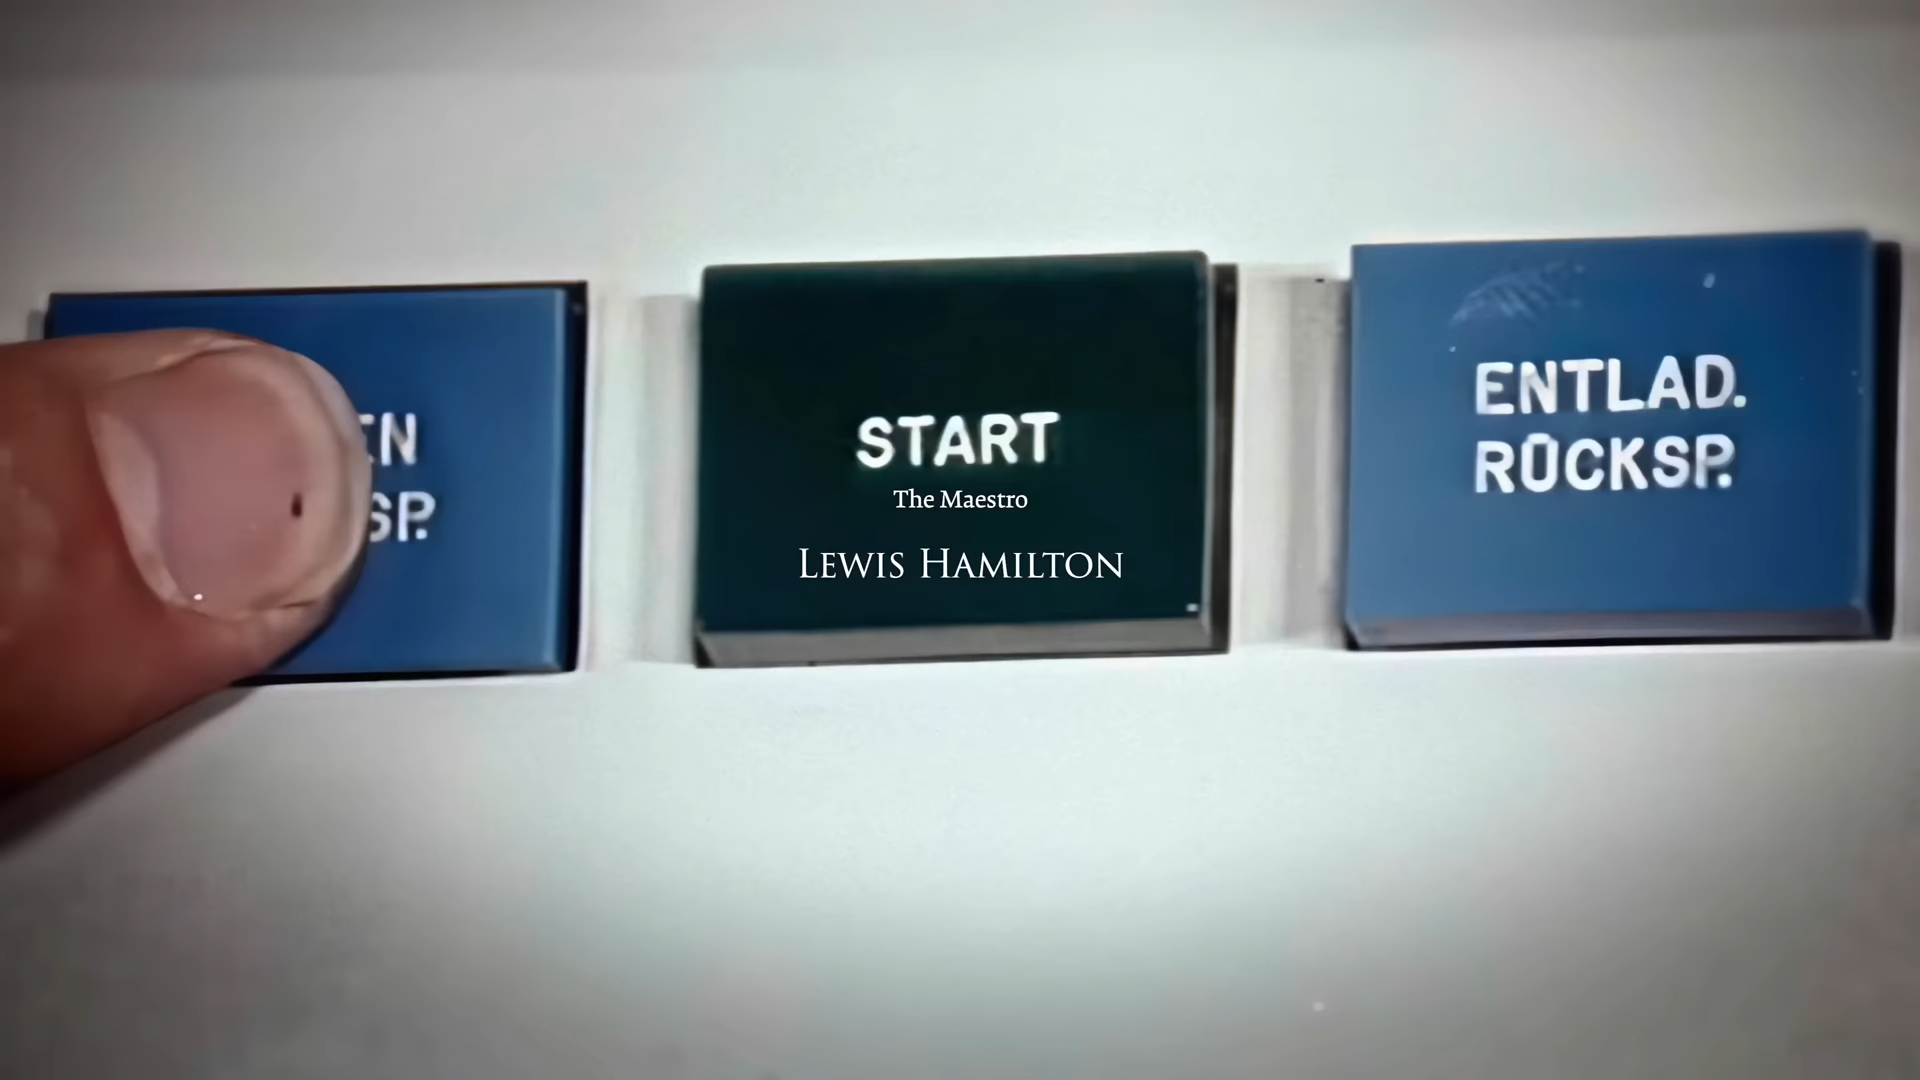 START
The Maestro
LEWIS HAMILTON
ENTLAD.
RÜCKSP.